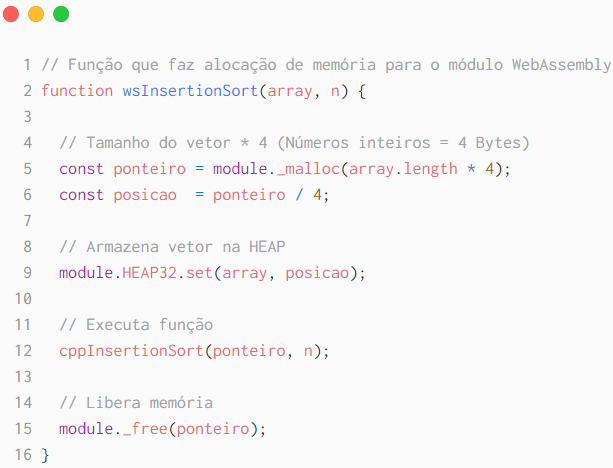 1 // Função que faz alocação de memória para o módulo WebAssembly
2 function wsInsertionSort(array, n) {
3
4 // Tamanho do vetor * 4 (Números inteiros = 4 Bytes)
5 const ponteiro = module._malloc(array.length * 4);
6 const posicao  = ponteiro / 4;
7
8 // Armazena vetor na HEAP
9 module.HEAP32.set(array, posicao);
10
11 // Executa função
12 cppInsertionSort(ponteiro, n);
13
14 // Libera memória
15 module._free(ponteiro);
16 }